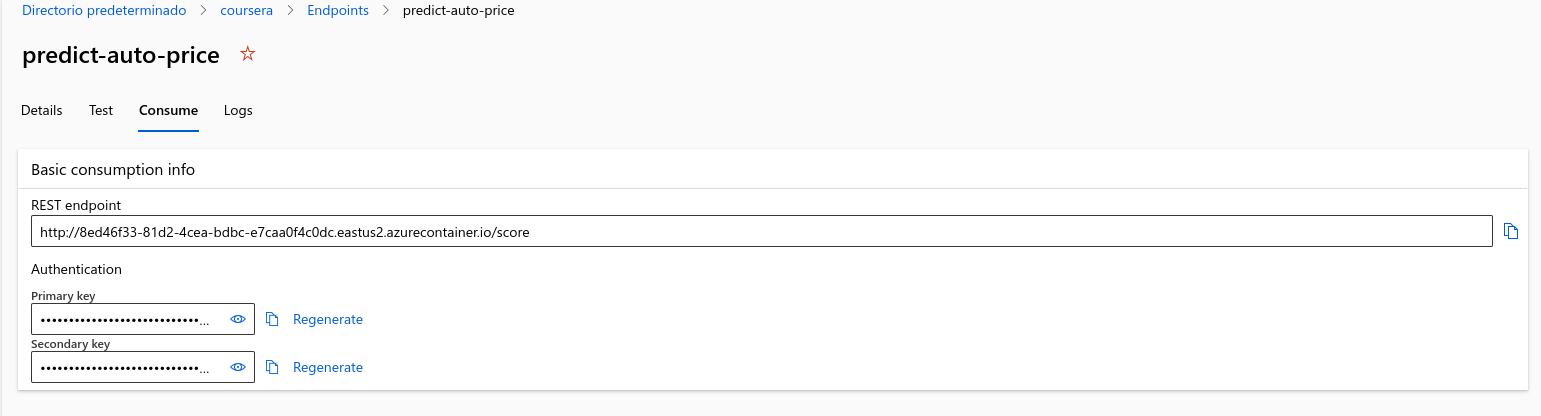 Directorio predeterminado > coursera > Endpoints > predict-auto-price
predict-auto-price
Details Test Consume Logs
Basic consumption info
REST endpoint
http://8ed46f33-81d2-4cea-bdbc-e7caa0f4c0dc.eastus2.azurecontainer.io/score
Authentication
Primary key
••••••••••••••••••••••••••••... Regenerate
Secondary key
••••••••••••••••••••••••••••... Regenerate